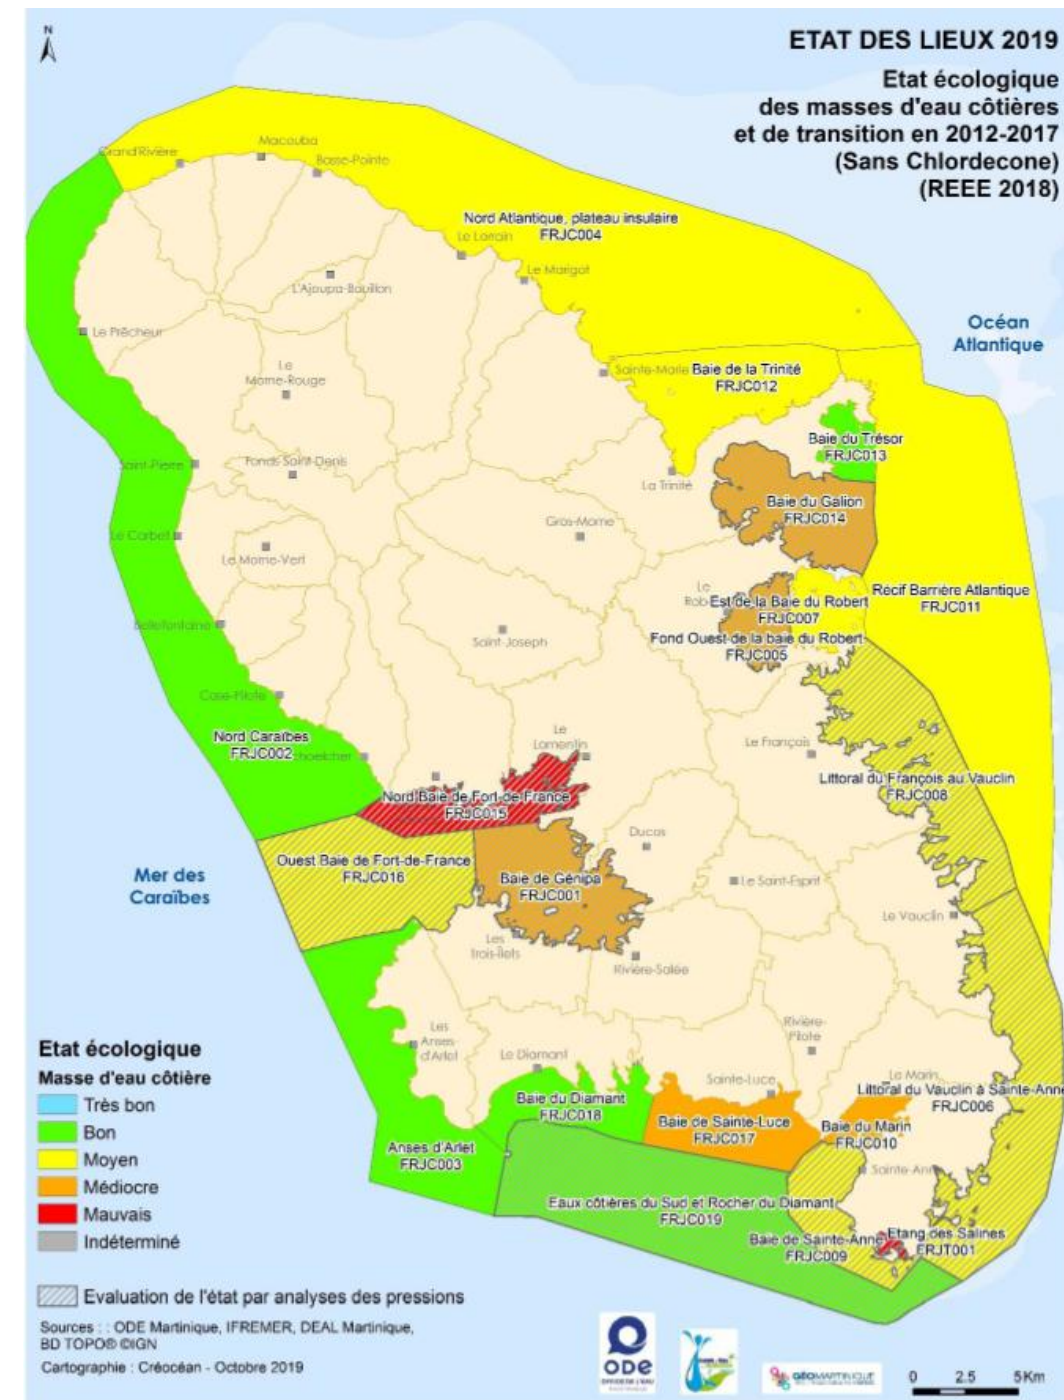 N
ETAT DES LIEUX 2019
Etat écologique
des masses d'eau côtières
et de transition en 2012-2017
(Sans Chlordecone)
(REEE 2018)
Grand'Rivière
Macouba
Basse-Pointe
Nord Atlantique, plateau insulaire
FRJC004
Le Lorrain
Le Marigot
L'Ajoupa-Bouillon
Océan
Atlantique
Le Prêcheur
Le
Morne-Rouge
Sainte-Marie
Baie de la Trinité
FRJC012
Baie du Trésor
FRJC013
Saint-Pierre
Fonds-Saint-Denis
La Trinité
Baie du Galion
FRJC014
Le Carbet
Gros-Morne
Le Morne-Vert
Récif Barrière Atlantique
FRJC011
Le
Est de la Baie du Robert
FRJC007
Bellefontaine
Saint-Joseph
Fond Ouest de la baie du Robert
FRJC005
Case-Pilote
Nord Caraïbes
FRJC002
Le
Lamentin
Le François
Littoral du François au Vauclin
FRJC008
Nord Baie de Fort-de-France
FRJC015
Ducos
Ouest Baie de Fort-de-France
FRJC016
Mer des
Caraïbes
Baie de Génipa
FRJC001
Le Saint-Esprit
Le Vauclin
Les
Trois-Îlets
Rivière-Salée
Les
Anses
d'Arlet
Rivière-
Pilote
Le Diamant
Sainte-Luce
Le Marin
Littoral du Vauclin à Sainte-Anne
FRJC006
Baie du Diamant
FRJC018
Baie de Sainte-Luce
FRJC017
Baie du Marin
FRJC010
Anses d'Arlet
FRJC003
Sainte-Anne
Eaux côtières du Sud et Rocher du Diamant
FRJC019
Baie de Sainte-Anne
FRJC009
Etang des Salines
FRJT001
Etat écologique
Masse d'eau côtière
Très bon
Bon
Moyen
Médiocre
Mauvais
Indéterminé
Evaluation de l'état par analyses des pressions
Sources : : ODE Martinique, IFREMER, DEAL Martinique,
BD TOPO® ©IGN
Cartographie : Créocéan - Octobre 2019
ODE
OFFICE DE L'EAU
GÉOMARTINIQUE
0 2.5 5 Km